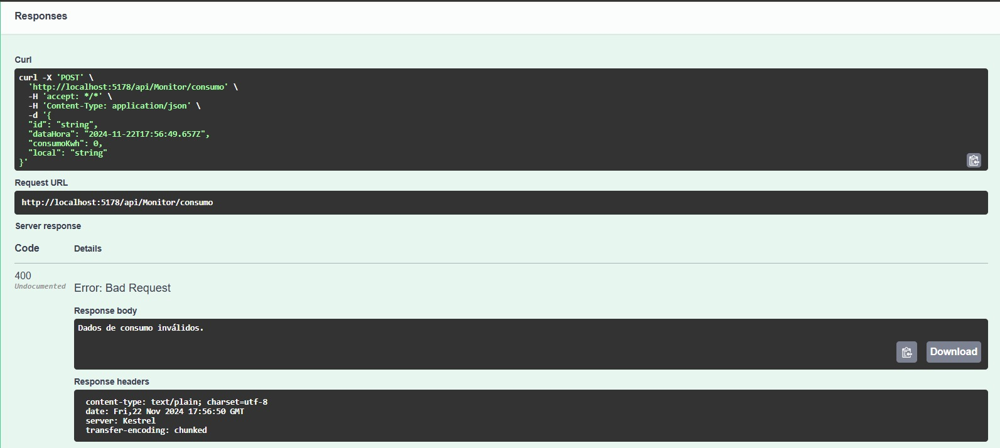 Responses
Curl
curl -X 'POST' \
  'http://localhost:5178/api/Monitor/consumo' \
  -H 'accept: */*' \
  -H 'Content-Type: application/json' \
  -d '{
  "id": "string",
  "dataHora": "2024-11-22T17:56:49.657Z",
  "consumoKwh": 0,
  "local": "string"
}'
Request URL
http://localhost:5178/api/Monitor/consumo
Server response
Code Details
400
Undocumented
Error: Bad Request
Response body
Dados de consumo inválidos.
Download
Response headers
content-type: text/plain; charset=utf-8
date: Fri,22 Nov 2024 17:56:50 GMT
server: Kestrel
transfer-encoding: chunked